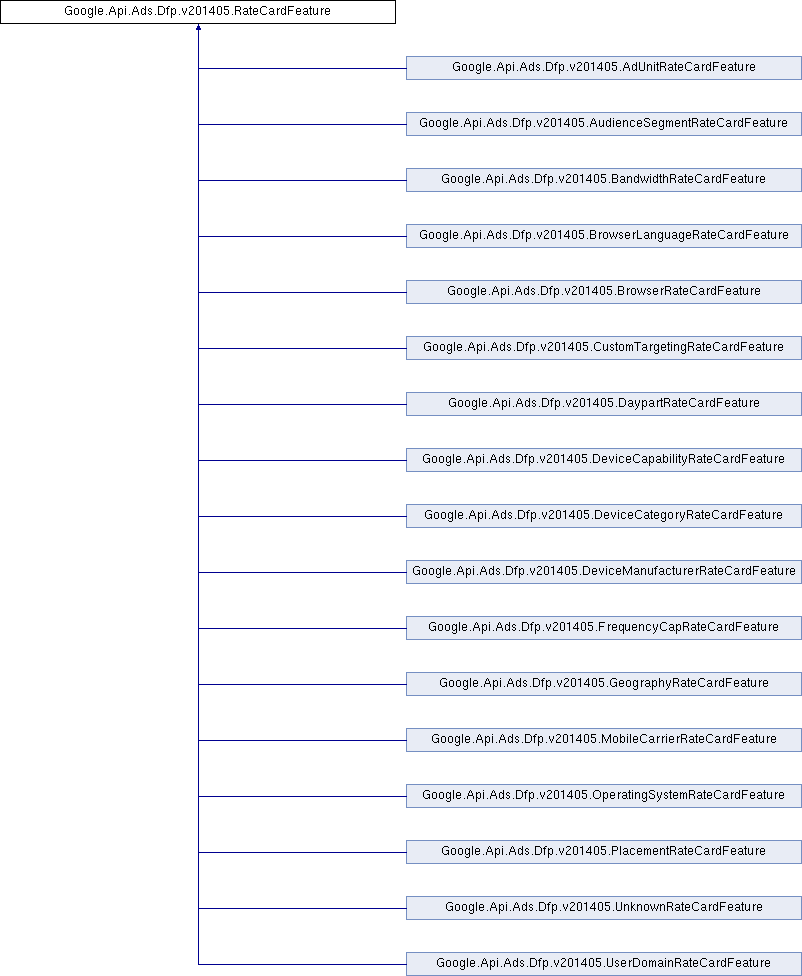 Google.Api.Ads.Dfp.v201405.RateCardFeature
Google.Api.Ads.Dfp.v201405.AdUnitRateCardFeature
Google.Api.Ads.Dfp.v201405.AudienceSegmentRateCardFeature
Google.Api.Ads.Dfp.v201405.BandwidthRateCardFeature
Google.Api.Ads.Dfp.v201405.BrowserLanguageRateCardFeature
Google.Api.Ads.Dfp.v201405.BrowserRateCardFeature
Google.Api.Ads.Dfp.v201405.CustomTargetingRateCardFeature
Google.Api.Ads.Dfp.v201405.DaypartRateCardFeature
Google.Api.Ads.Dfp.v201405.DeviceCapabilityRateCardFeature
Google.Api.Ads.Dfp.v201405.DeviceCategoryRateCardFeature
Google.Api.Ads.Dfp.v201405.DeviceManufacturerRateCardFeature
Google.Api.Ads.Dfp.v201405.FrequencyCapRateCardFeature
Google.Api.Ads.Dfp.v201405.GeographyRateCardFeature
Google.Api.Ads.Dfp.v201405.MobileCarrierRateCardFeature
Google.Api.Ads.Dfp.v201405.OperatingSystemRateCardFeature
Google.Api.Ads.Dfp.v201405.PlacementRateCardFeature
Google.Api.Ads.Dfp.v201405.UnknownRateCardFeature
Google.Api.Ads.Dfp.v201405.UserDomainRateCardFeature